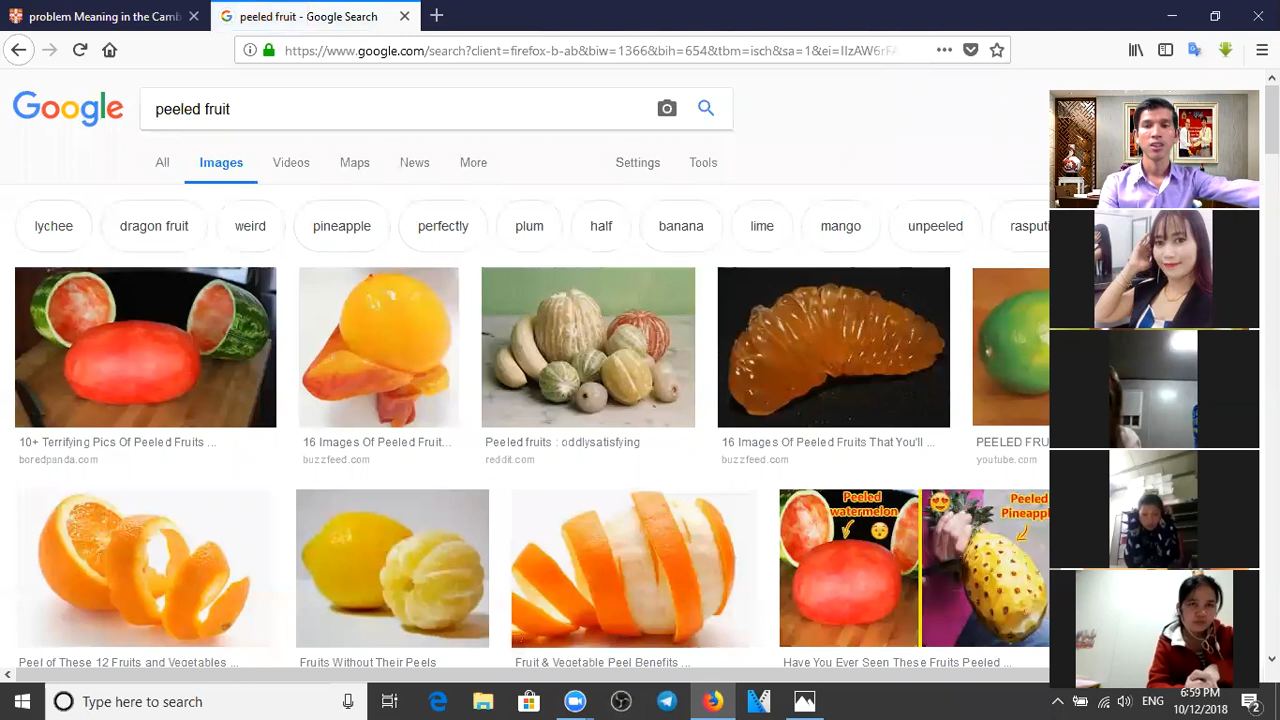 problem Meaning in the Camb
peeled fruit - Google Search
https://www.google.com/search?client=firefox-b-ab&biw=1366&bih=654&tbm=isch&sa=1&ei=
Google
peeled fruit
All
Images
Videos
Maps
News
More
Settings
Tools
lychee
dragon fruit
weird
pineapple
perfectly
plum
half
banana
lime
mango
unpeeled
rasputi
10+ Terrifying Pics Of Peeled Fruits ...
16 Images Of Peeled Fruit...
Peeled fruits : oddlysatisfying
16 Images Of Peeled Fruits That You'll ...
PEELED FRU
boredpanda.com
buzzfeed.com
reddit.com
buzzfeed.com
youtube.com
Peeled
watermelon
Peeled
Pineapple
Peel of These 12 Fruits and Vegetables ...
Fruits Without Their Peels
Fruit & Vegetable Peel Benefits ...
Have You Ever Seen These Fruits Peeled ...
Type here to search
ENG
6:59 PM
10/12/2018
2